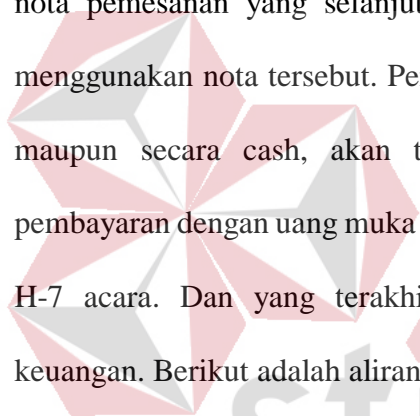 nota pemesanan yang selanjut
menggunakan nota tersebut. Pe
maupun secara cash, akan t
pembayaran dengan uang muka
H-7 acara. Dan yang terakhi
keuangan. Berikut adalah aliran